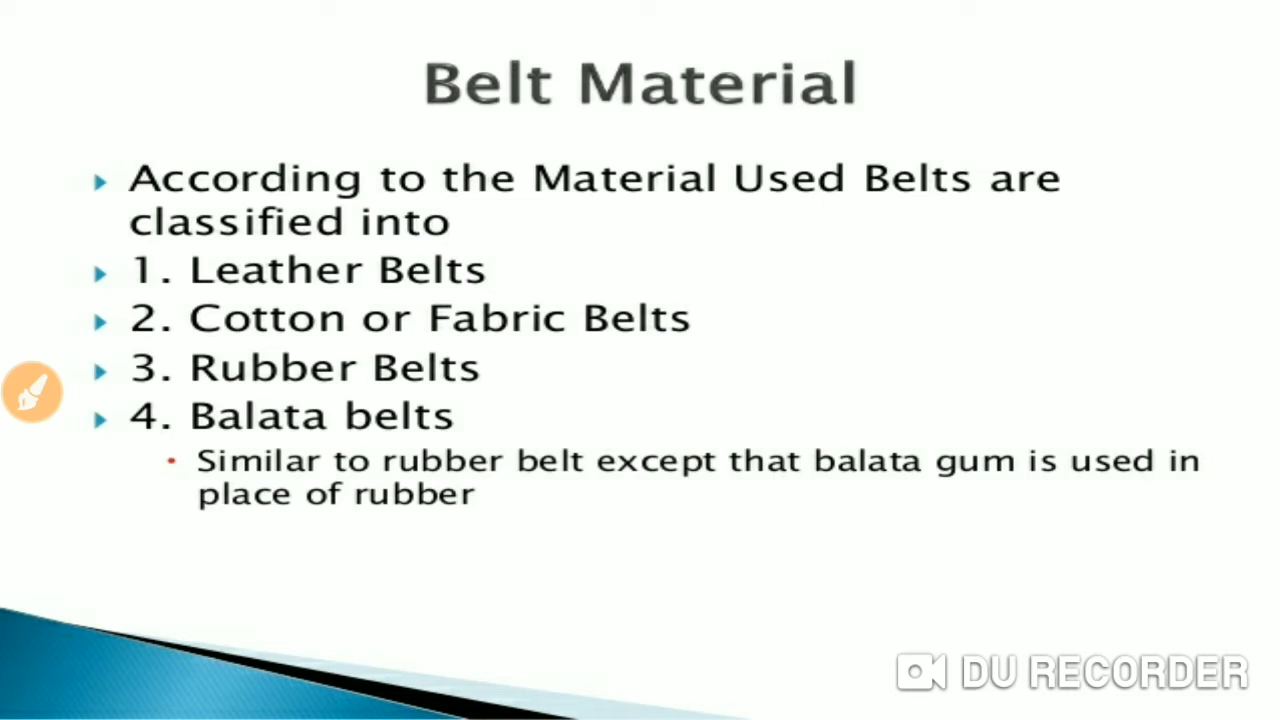 Belt Material
According to the Material Used Belts are
classified into
1. Leather Belts
2. Cotton or Fabric Belts
3. Rubber Belts
4. Balata belts
Similar to rubber belt except that balata gum is used in
place of rubber
DU RECORDER